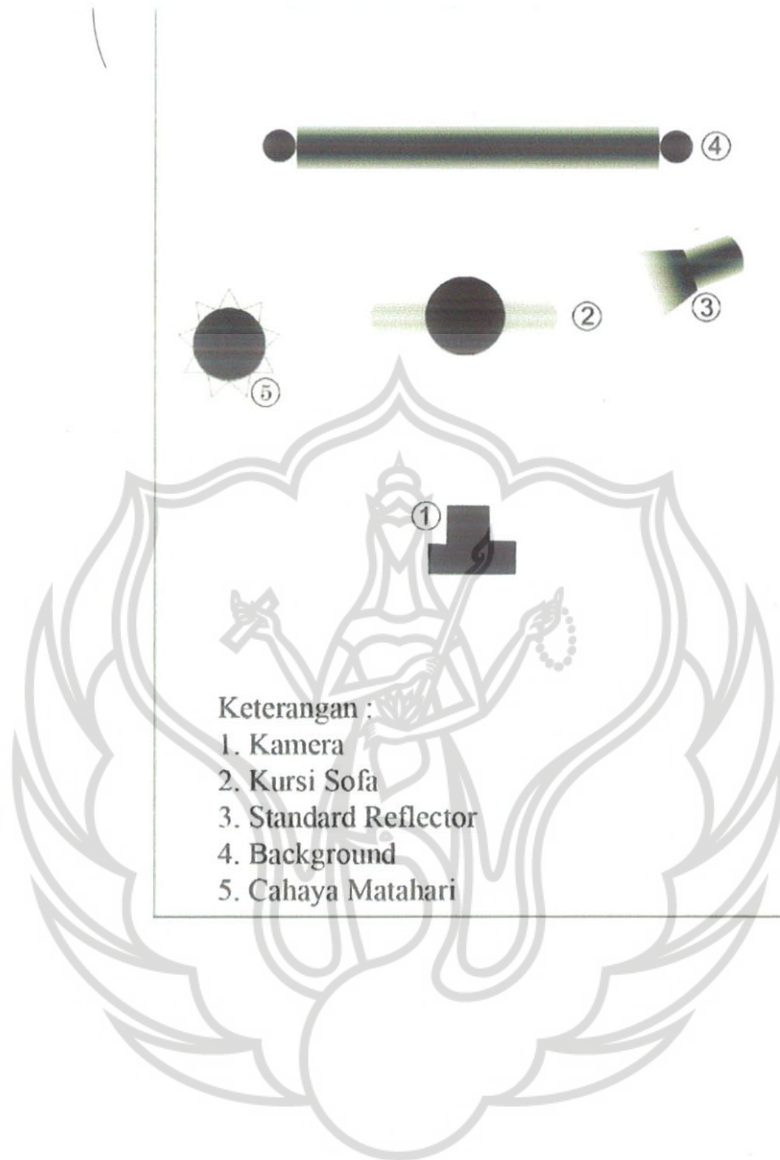 ④
③
②
⑤
①
Keterangan :
1. Kamera
2. Kursi Sofa
3. Standard Reflector
4. Background
5. Cahaya Matahari